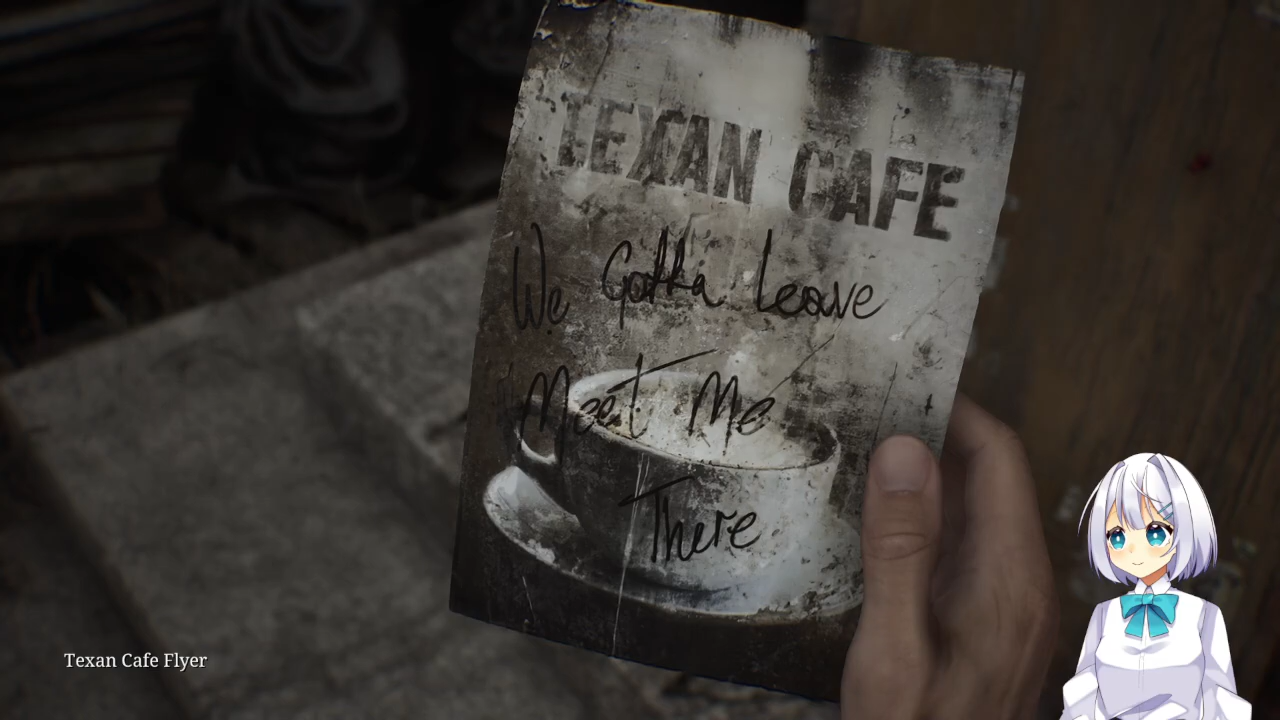 TEXAN CAFE
We Gotta Leave
Meet Me
There
Texan Cafe Flyer